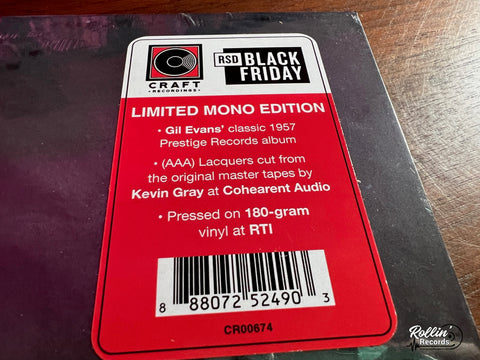 CRAFT
RECORDINGS
RSD BLACK
FRIDAY
LIMITED MONO EDITION
• Gil Evans' classic 1957
Prestige Records album
• (AAA) Lacquers cut from
the original master tapes by
Kevin Gray at Cohearent Audio
• Pressed on 180-gram
vinyl at RTI
8 88072 52490 3
CR00674
Rollin'
Records